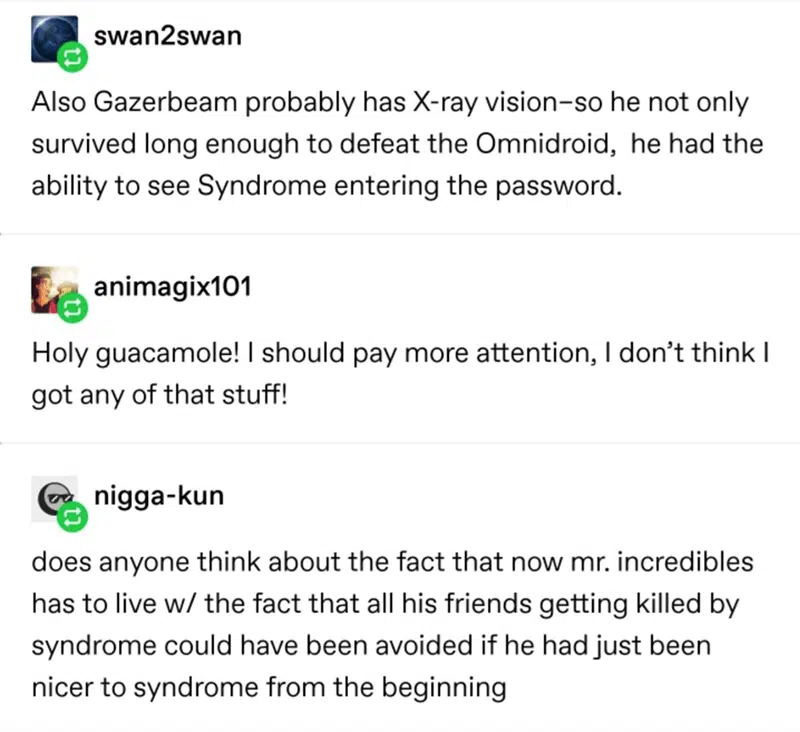 swan2swan
Also Gazerbeam probably has X-ray vision–so he not only
survived long enough to defeat the Omnidroid,  he had the
ability to see Syndrome entering the password.
animagix101
Holy guacamole! I should pay more attention, I don’t think I
got any of that stuff!
nigga-kun
does anyone think about the fact that now mr. incredibles
has to live w/ the fact that all his friends getting killed by
syndrome could have been avoided if he had just been
nicer to syndrome from the beginning